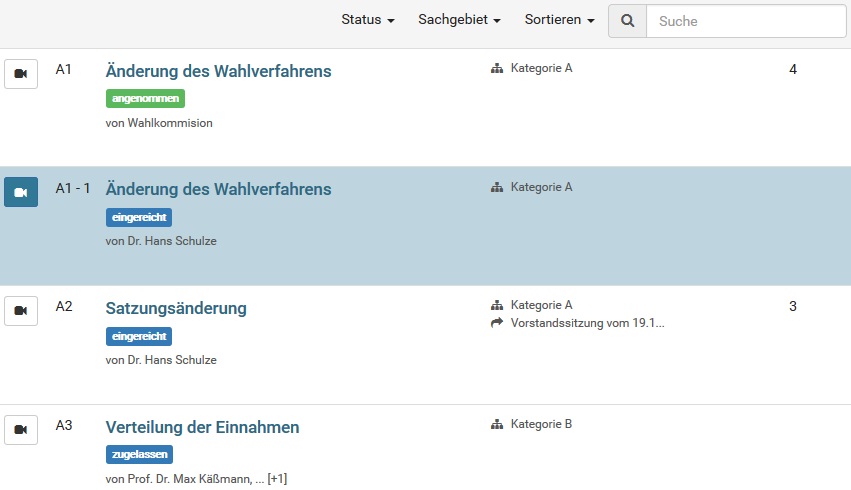 Status Sachgebiet Sortieren Suche
A1 Änderung des Wahlverfahrens Kategorie A 4
angenommen
von Wahlkommision
A1 - 1 Änderung des Wahlverfahrens Kategorie A
eingereicht
von Dr. Hans Schulze
A2 Satzungsänderung Kategorie A 3
Vorstandssitzung vom 19.1...
eingereicht
von Dr. Hans Schulze
A3 Verteilung der Einnahmen Kategorie B
zugelassen
von Prof. Dr. Max Käßmann, ... [+1]